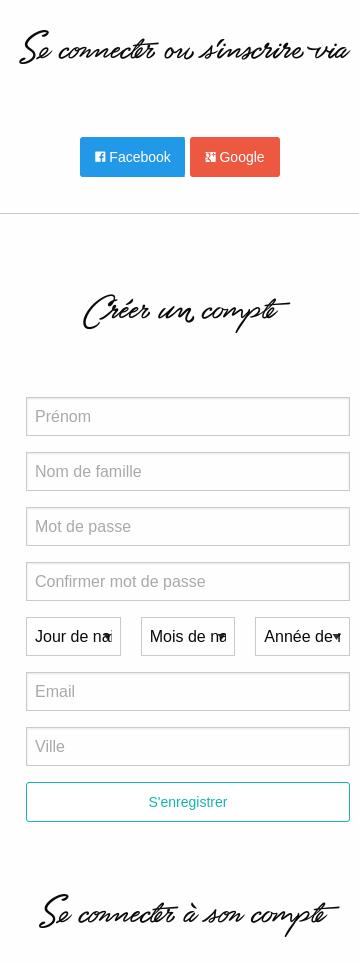 Se connecter ou s'inscrire via
Facebook Google
Créer un compte
Prénom
Nom de famille
Mot de passe
Confirmer mot de passe
Jour de nai Mois de na Année de
Email
Ville
S'enregistrer
Se connecter à son compte